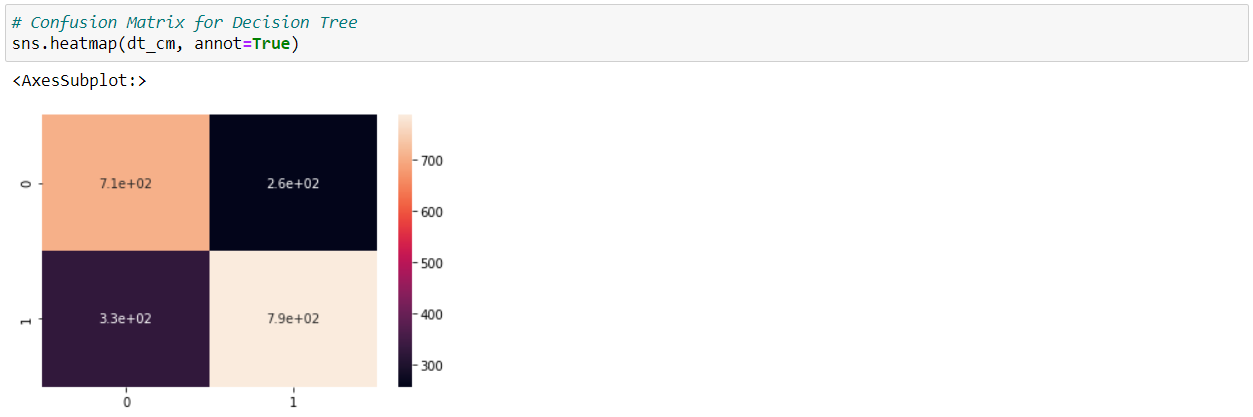 # Confusion Matrix for Decision Tree
sns.heatmap(dt_cm, annot=True)
<AxesSubplot:>
7.1e+02 2.6e+02
3.3e+02 7.9e+02
0
1
0 1
700
600
500
400
300